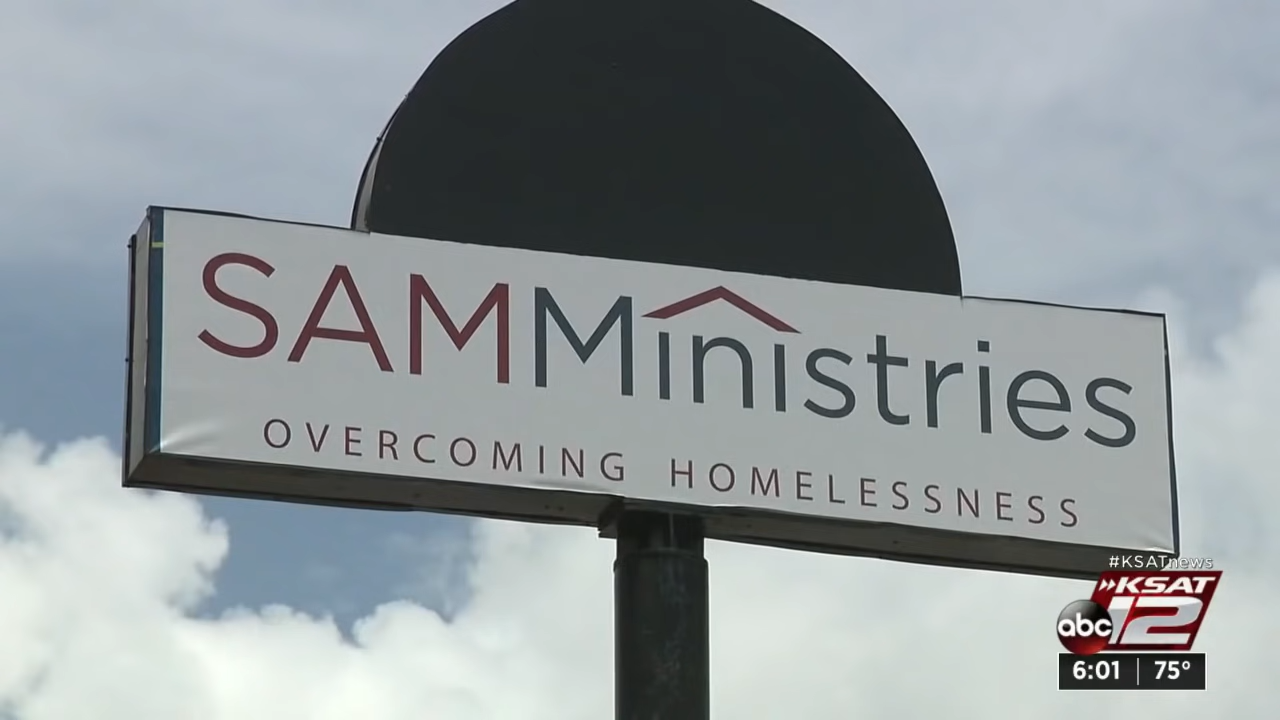 SAMMinistries
OVERCOMING HOMELESSNESS
#KSATnews
KSAT
abc 12
6:01 75°